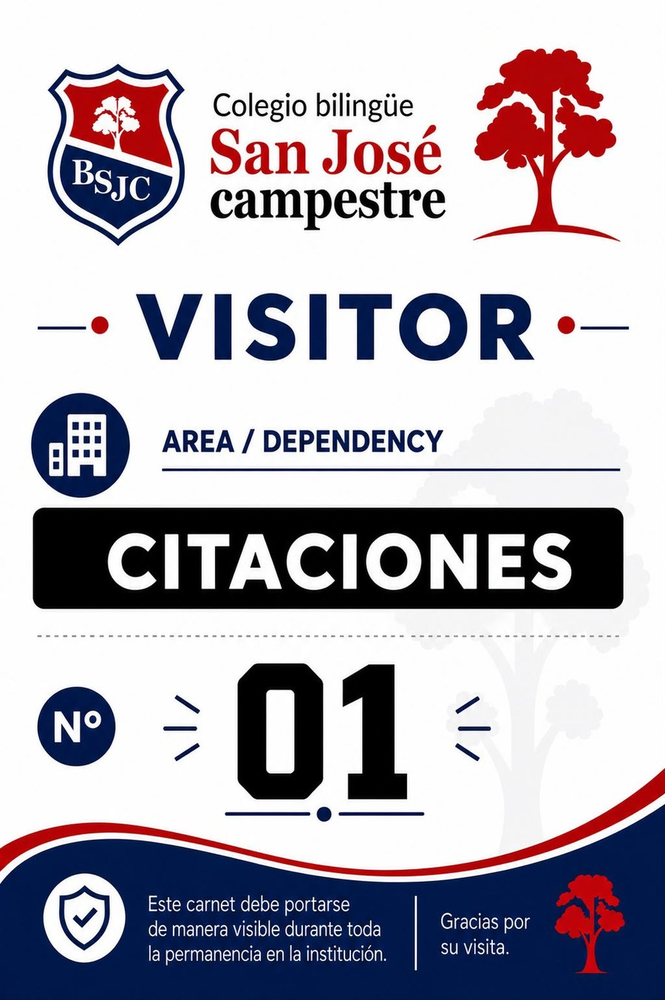 BSJC
Colegio bilingüe
San José
campestre
VISITOR
AREA / DEPENDENCY
CITACIONES
Nº
01
Este carnet debe portarse
de manera visible durante toda
la permanencia en la institución.
Gracias por
su visita.